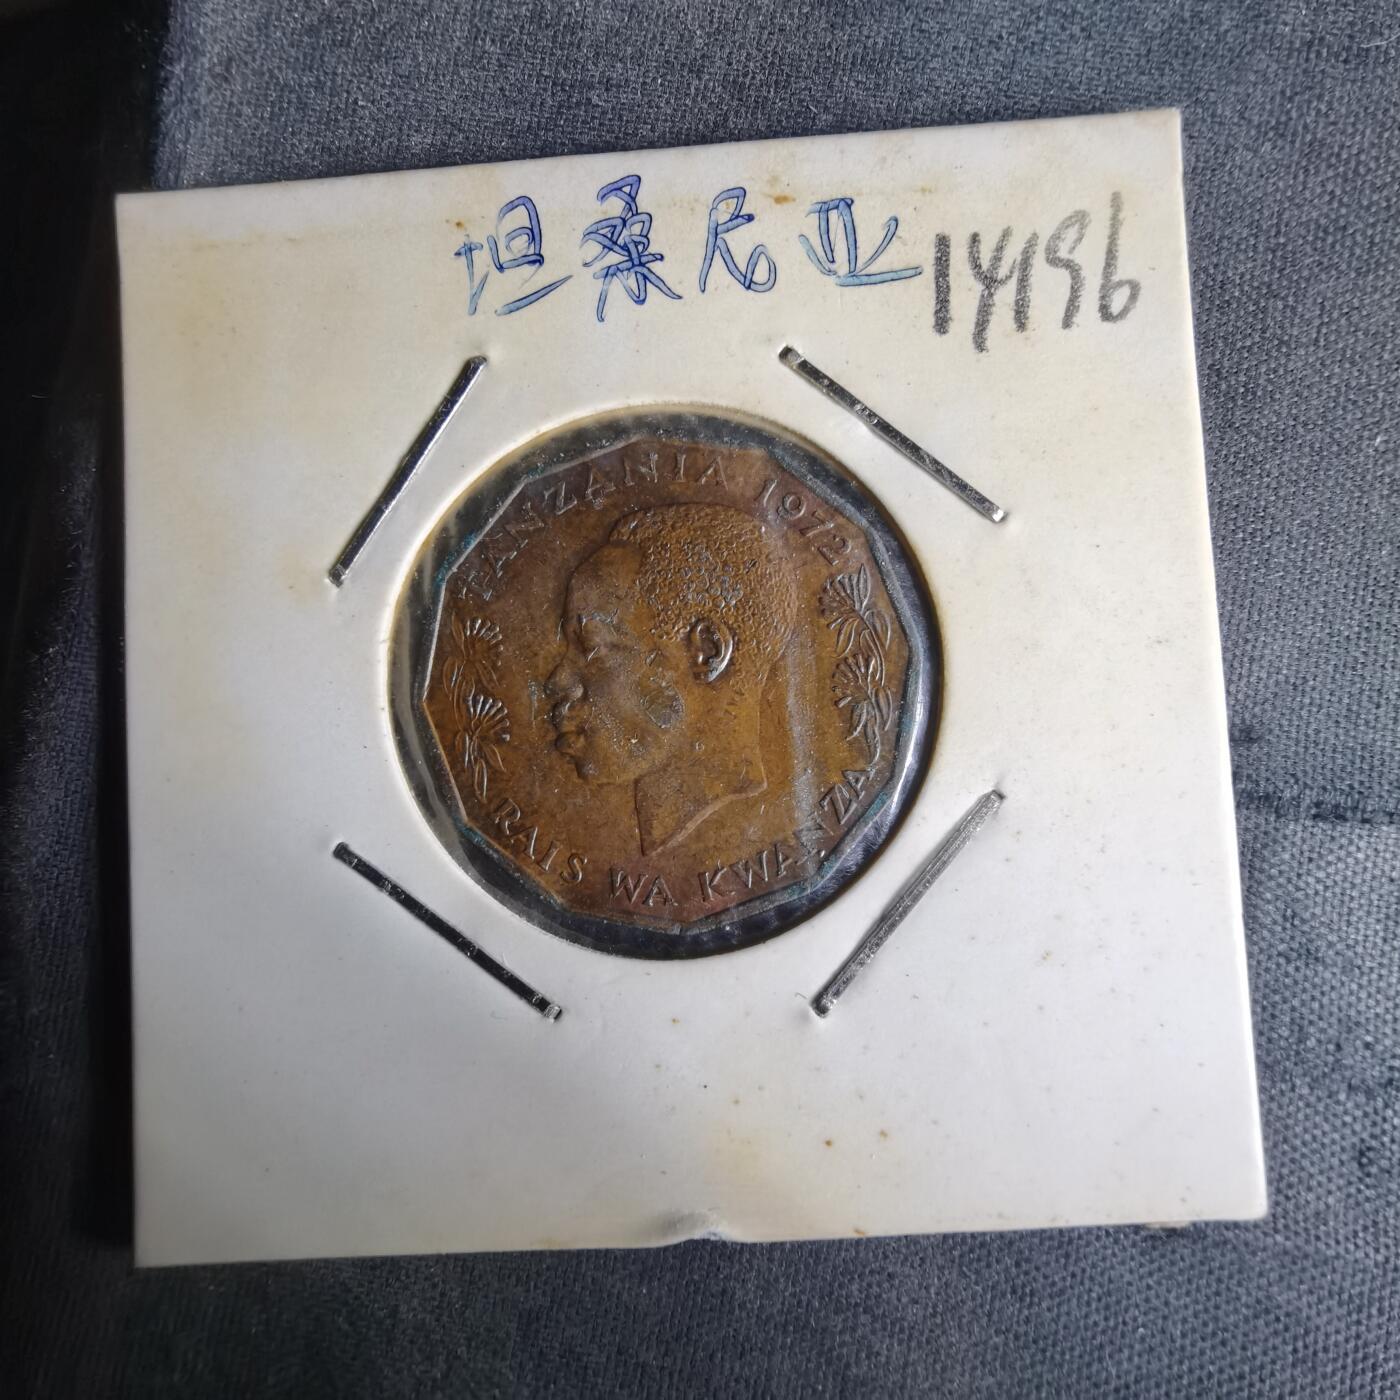 坦桑尼亚 14196
TANZANIA 1972
RAIS WA KWANZA